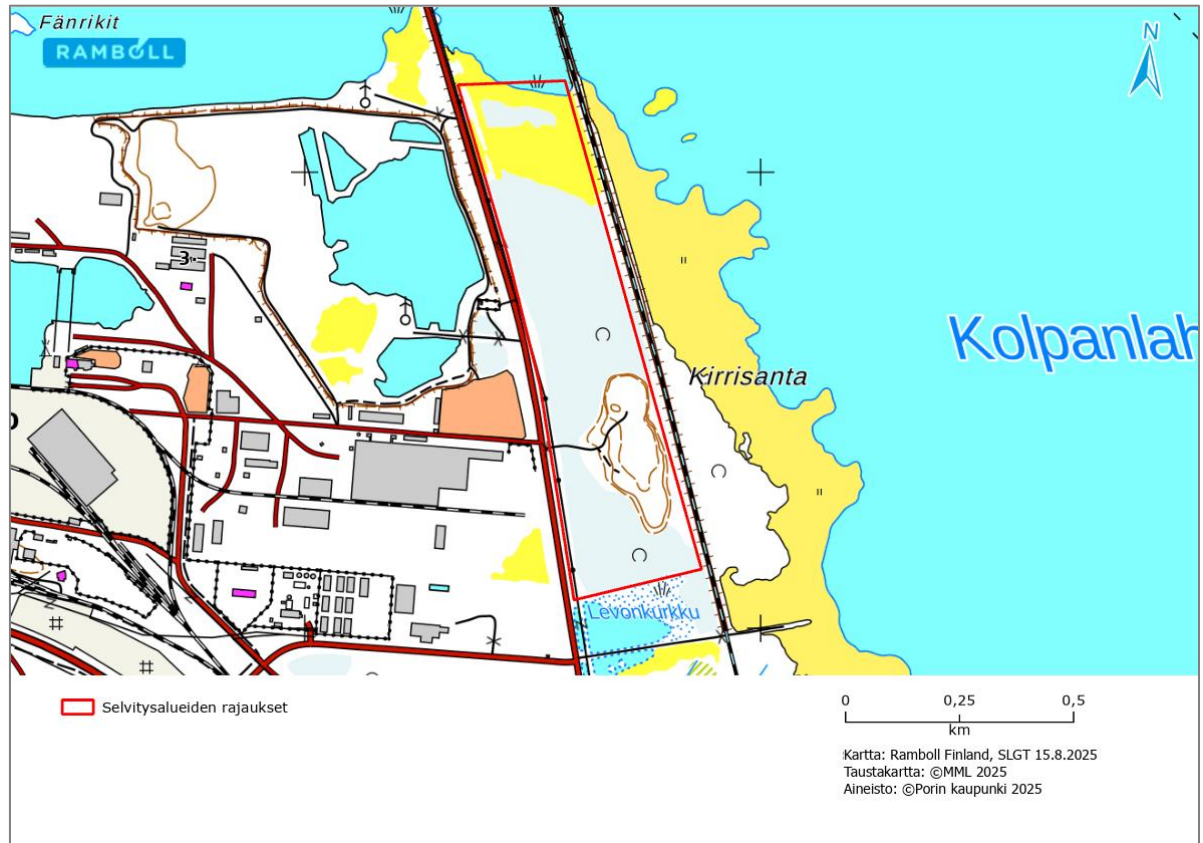 Fänrikit
RAMBOLL
N
3
Kolpanlah
Kirrisanta
Levonkurkku
Selvitysalueiden rajaukset
0 0,25 0,5
km
Kartta: Ramboll Finland, SLGT 15.8.2025
Taustakartta: ©MML 2025
Aineisto: ©Porin kaupunki 2025